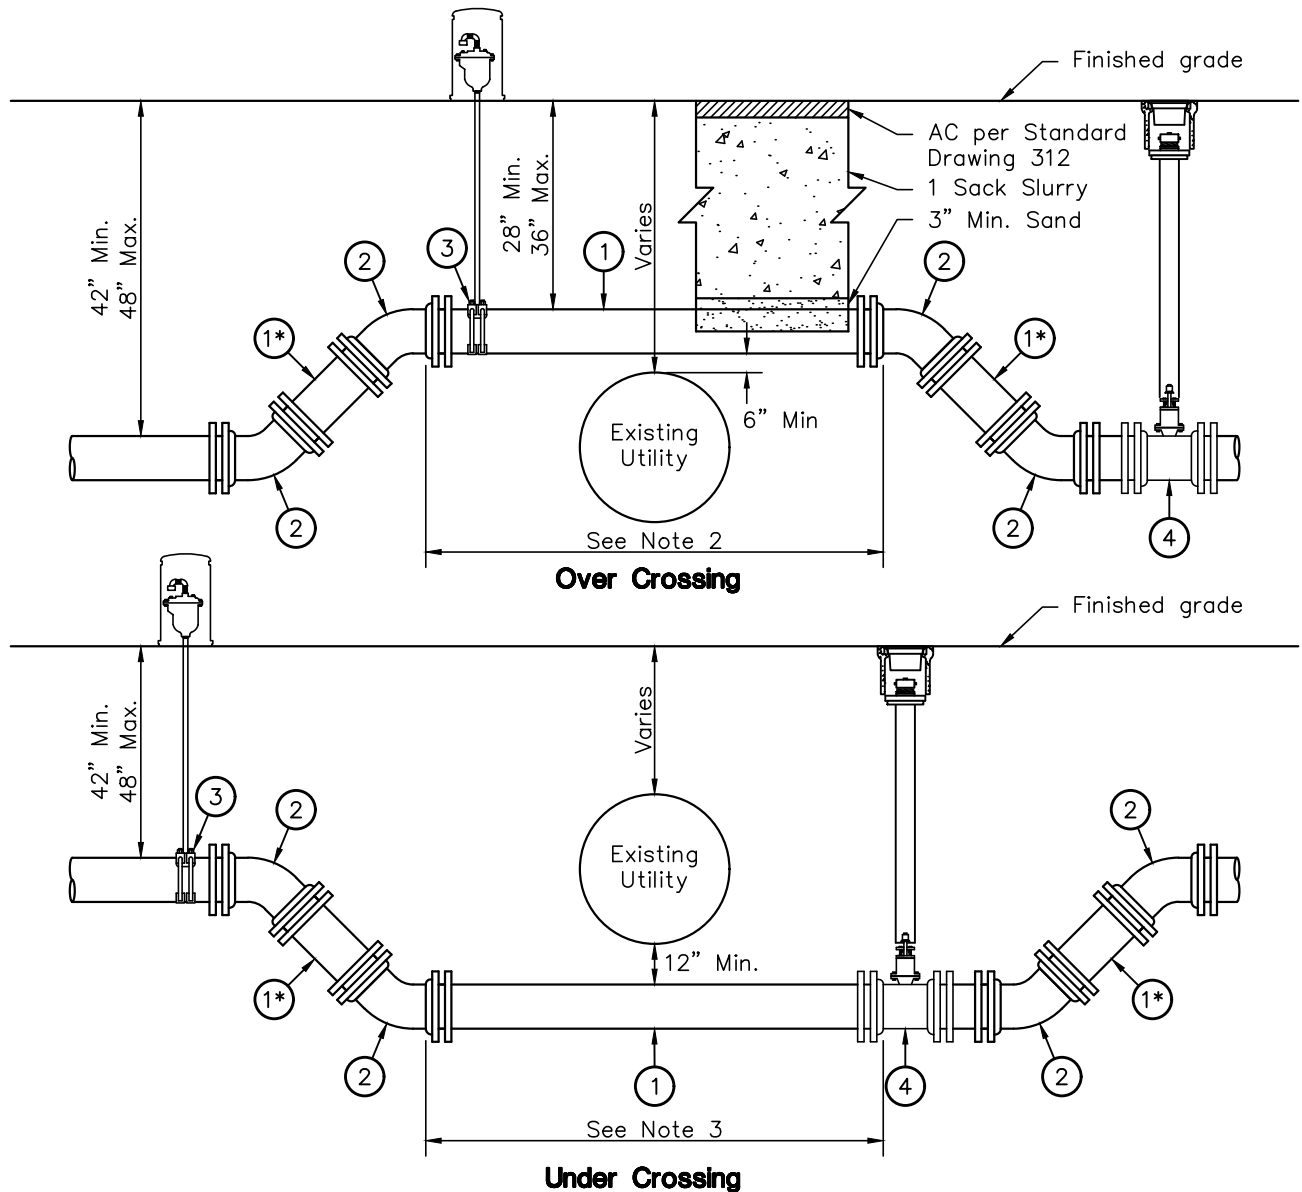 Finished grade
AC per Standard
Drawing 312
1 Sack Slurry
3” Min. Sand
42” Min.
48” Max.
28” Min.
36” Max.
Varies
3
1
2
2
1*
1*
6” Min
Existing
Utility
2
2
4
See Note 2
Over Crossing
Finished grade
42” Min.
48” Max.
Varies
3
2
2
Existing
Utility
12” Min.
1*
1*
2
1
4
2
See Note 3
Under Crossing